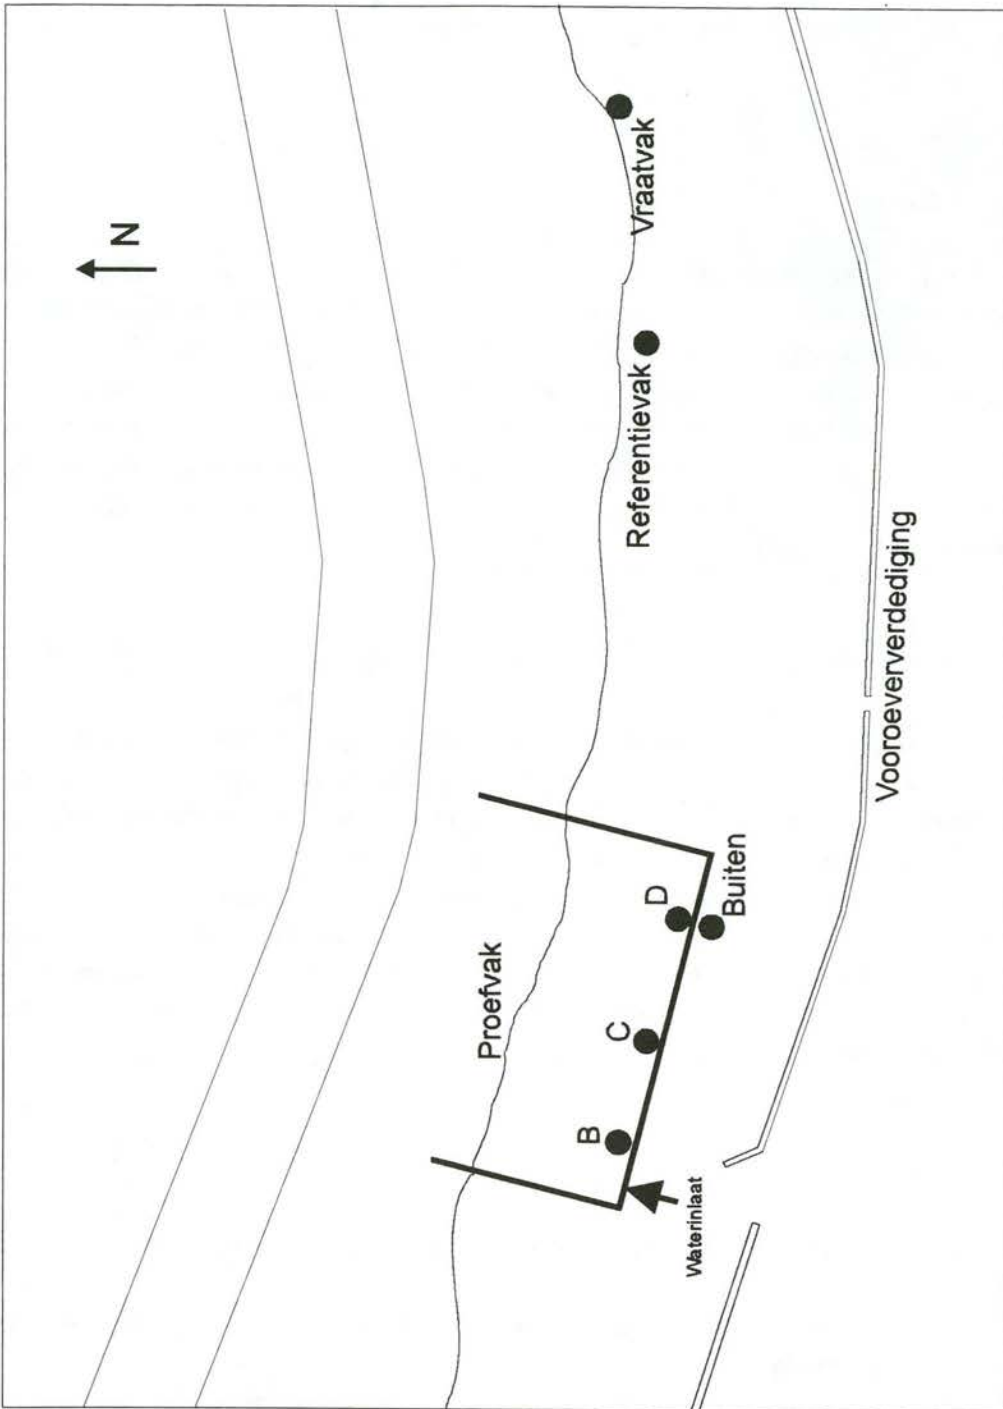 N
Proefvak
B
C
D
Buiten
Waterinlaat
Referentievak
Vraatvak
Vooroeververdediging